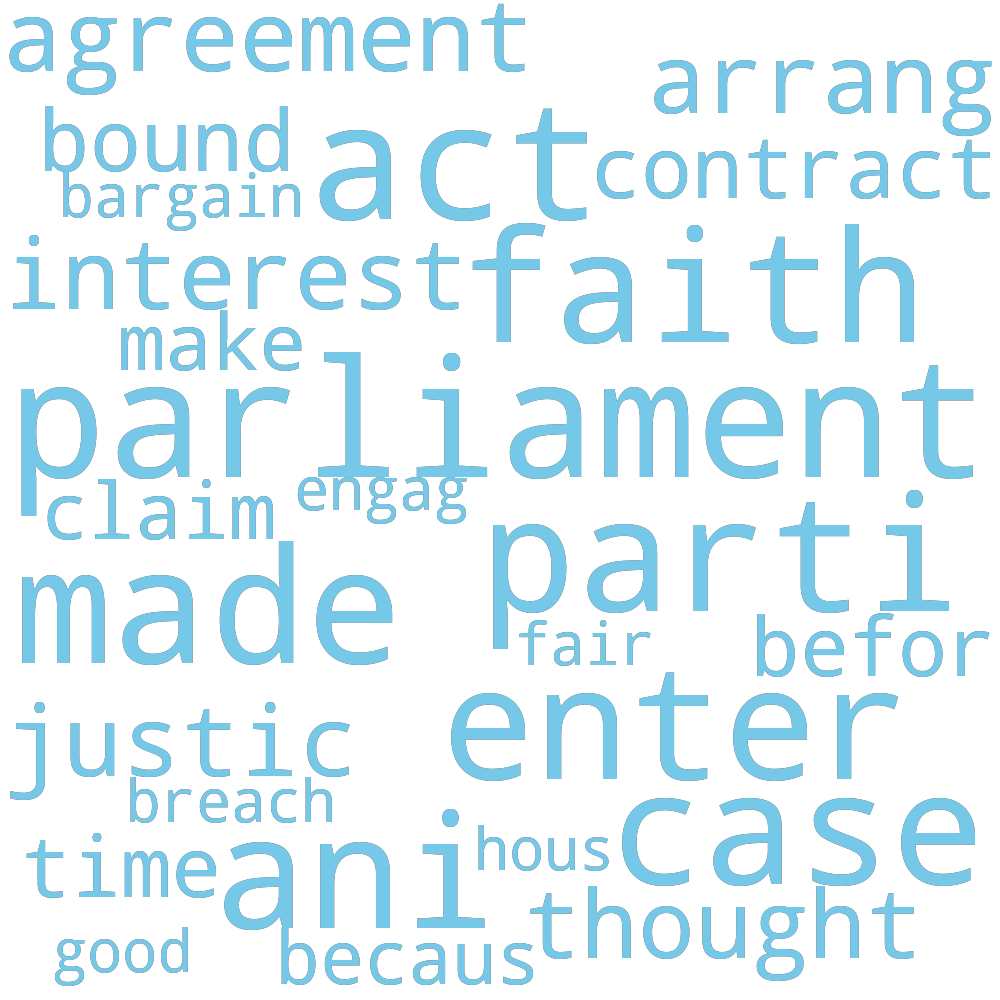 agreement
arrang
bound
act
contract
bargain
interest
faith
make
parliament
claim
engag
parti
made
fair
befor
enter
justic
breach
case
time
ani
hous
thought
good
becaus